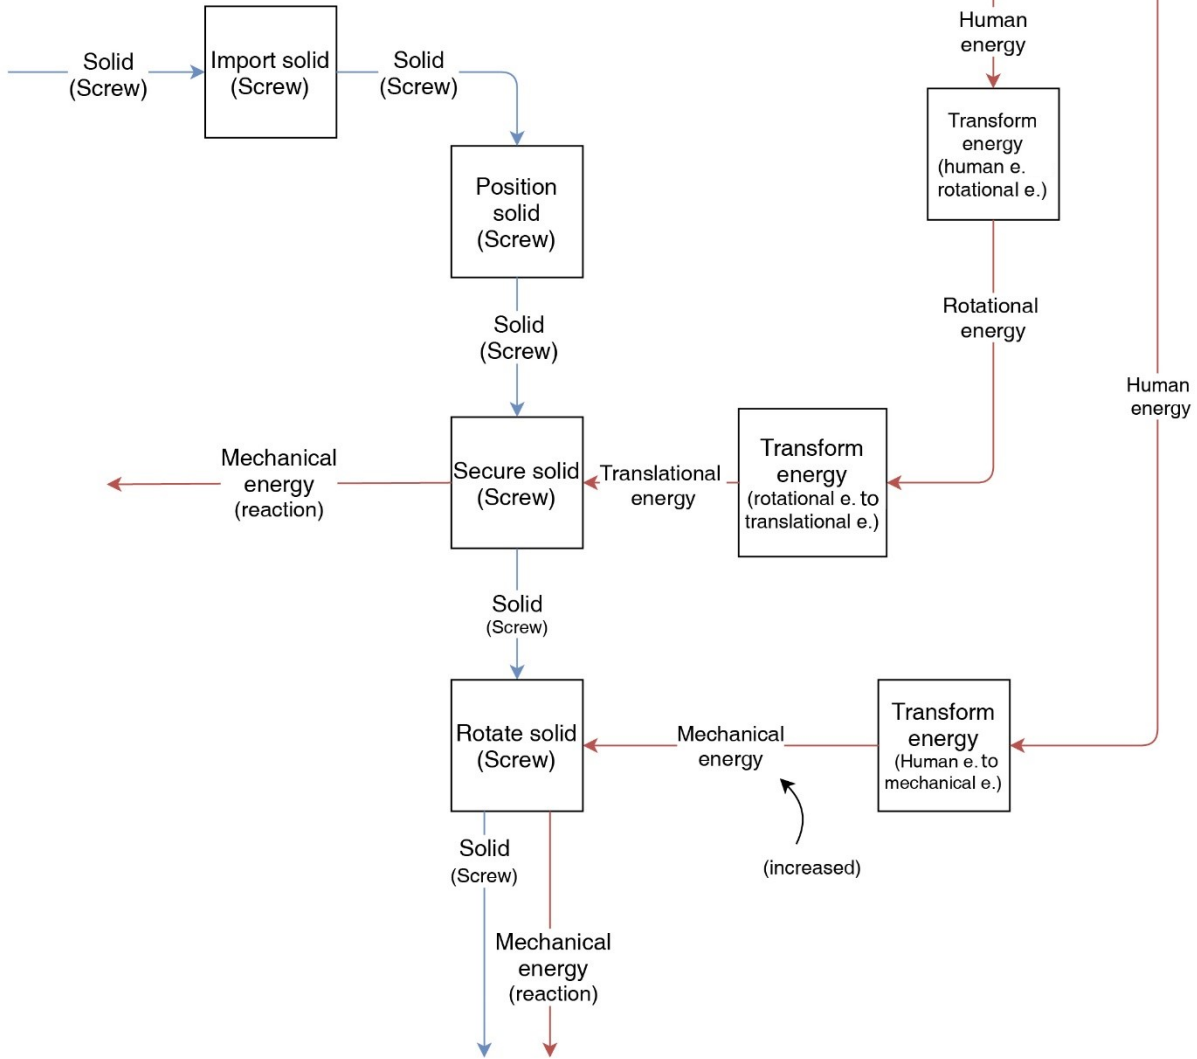 Solid
(Screw)
Import solid
(Screw)
Solid
(Screw)
Human
energy
Transform
energy
(human e.
rotational e.)
Position
solid
(Screw)
Rotational
energy
Solid
(Screw)
Human
energy
Mechanical
energy
(reaction)
Secure solid
(Screw)
Translational
energy
Transform
energy
(rotational e. to
translational e.)
Solid
(Screw)
Rotate solid
(Screw)
Mechanical
energy
Transform
energy
(Human e. to
mechanical e.)
(increased)
Solid
(Screw)
Mechanical
energy
(reaction)